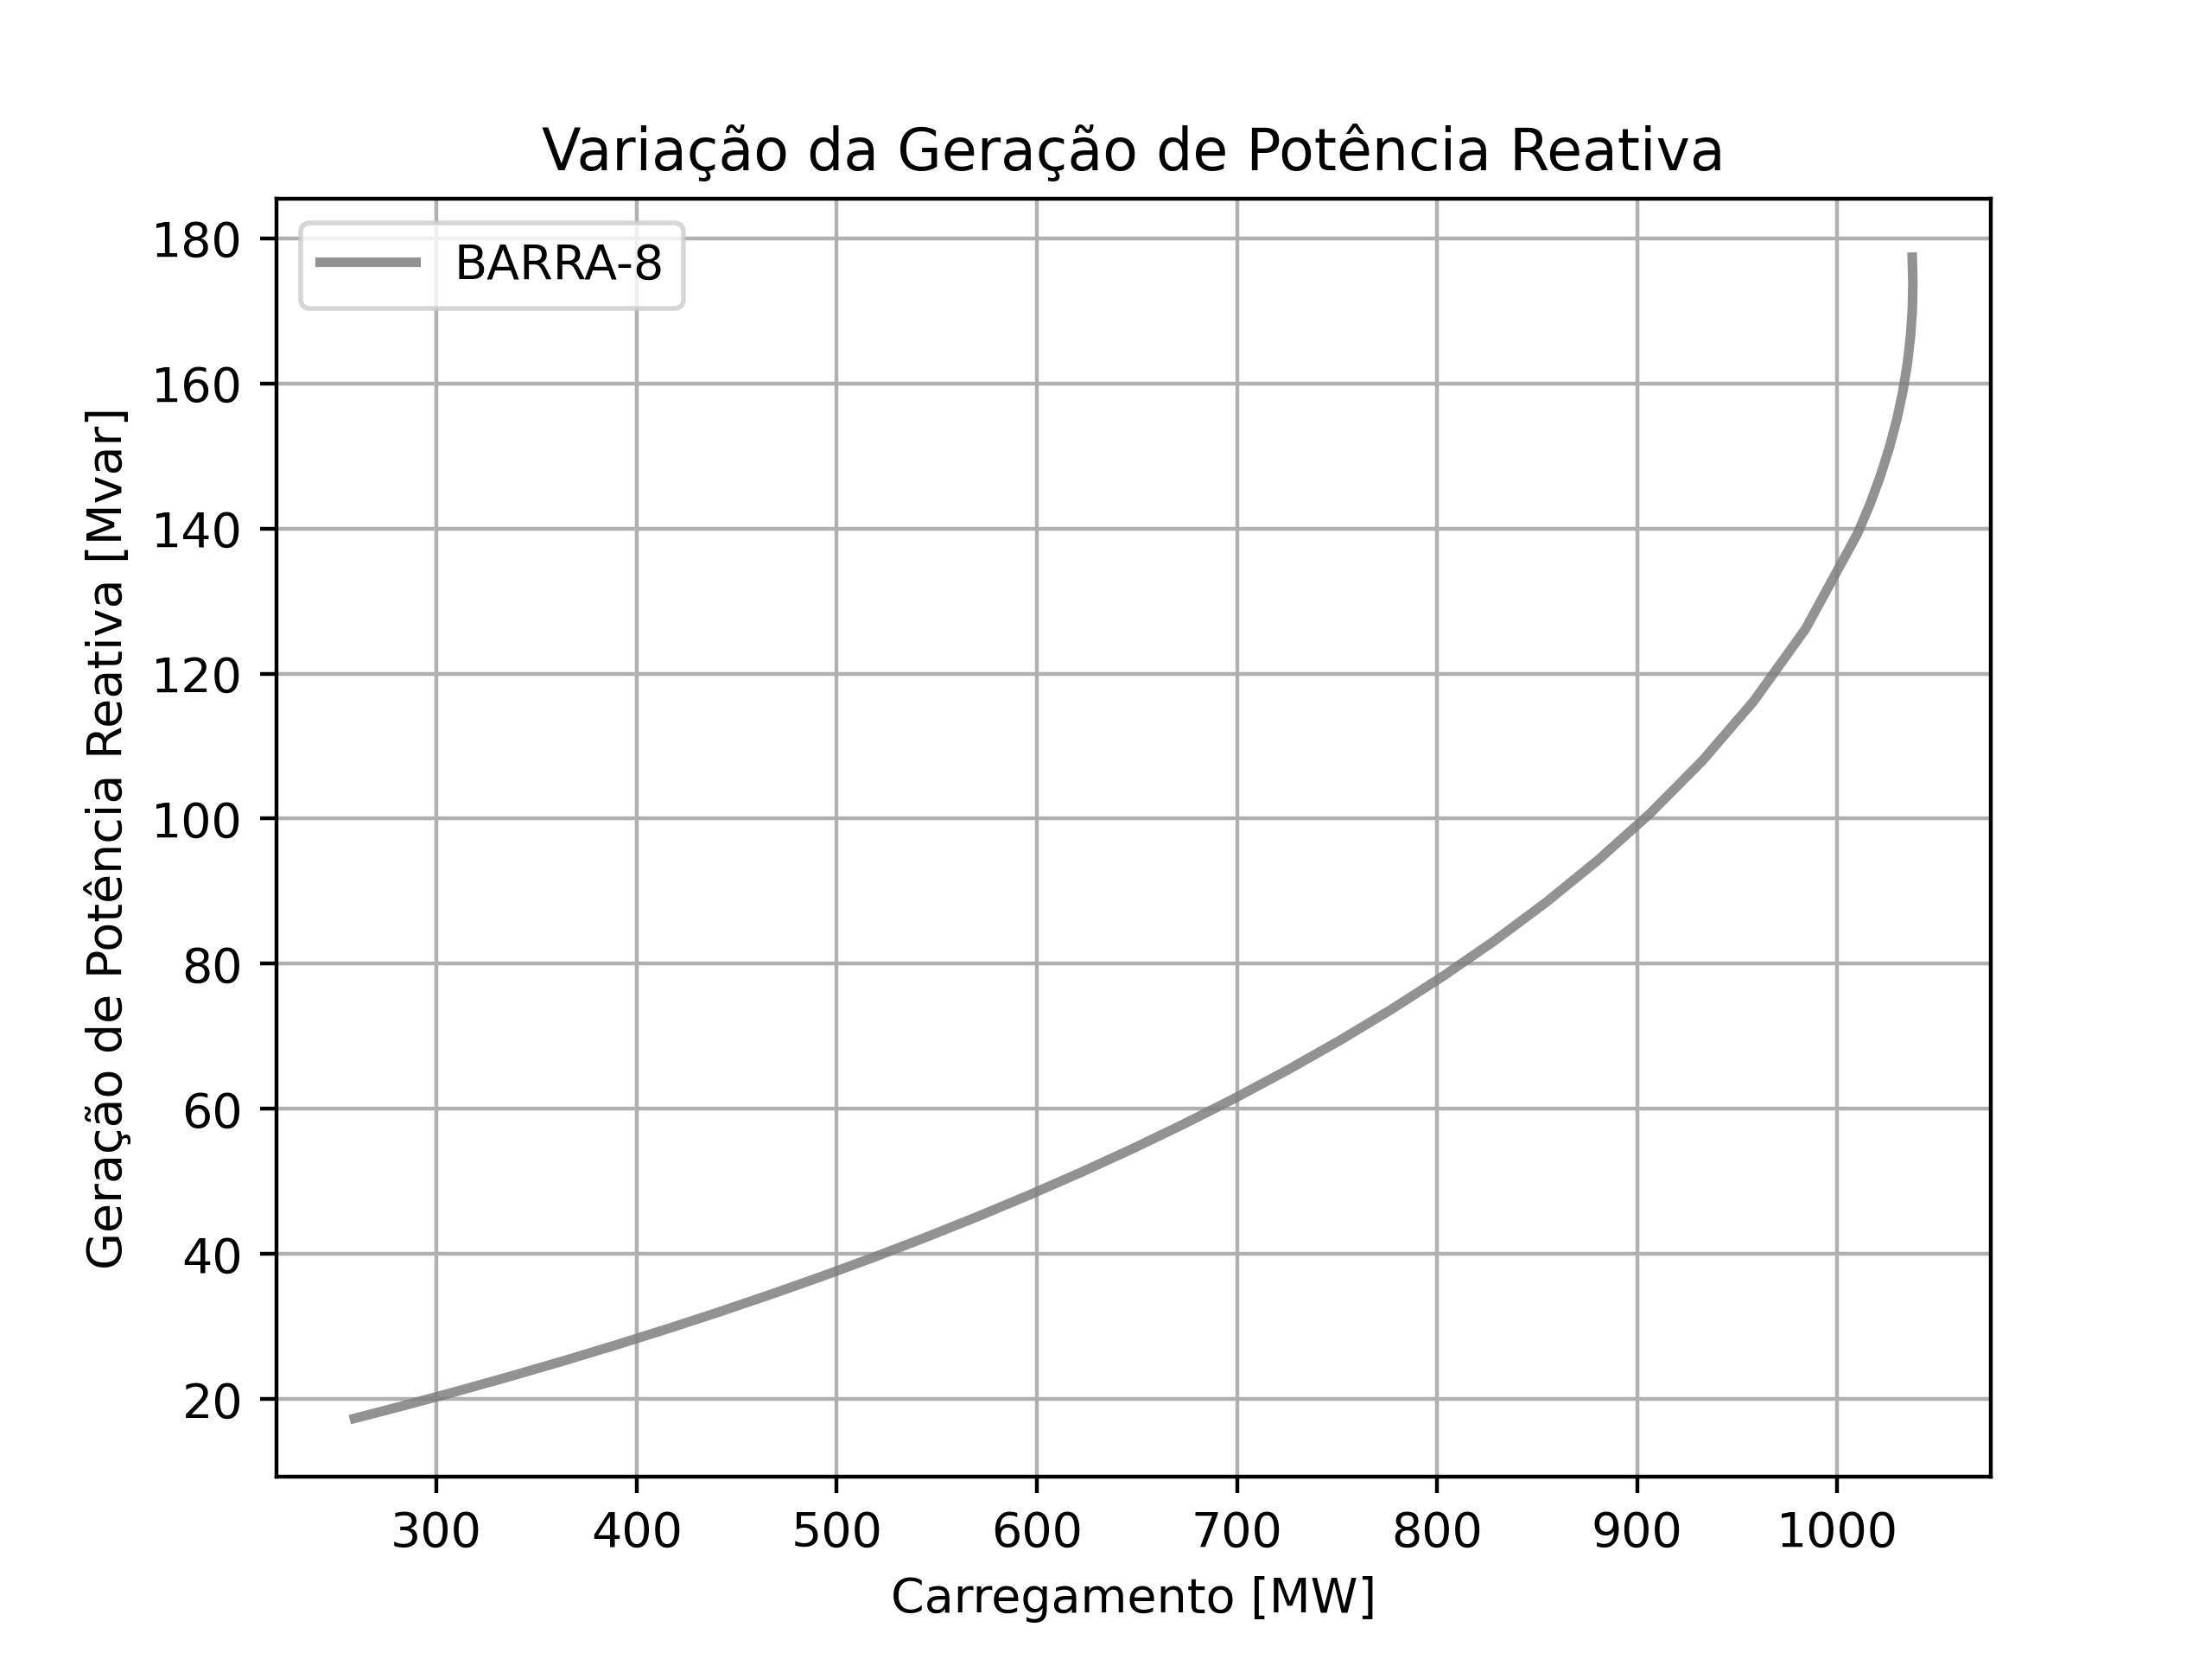 Variação da Geração de Potência Reativa
BARRA-8
Geração de Potência Reativa [Mvar]
180
160
140
120
100
80
60
40
20
300 400 500 600 700 800 900 1000
Carregamento [MW]